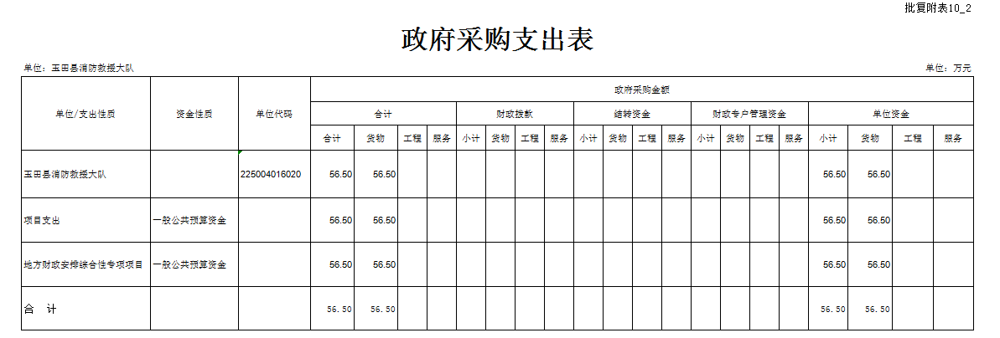 批复附表10_2
政府采购支出表
单位：玉田县消防救援大队 单位：万元
单位/支出性质 资金性质 单位代码 政府采购金额
合计 财政拨款 结转资金 财政专户管理资金 单位资金
合计 货物 工程 服务 小计 货物 工程 服务 小计 货物 工程 服务 小计 货物 工程 服务 小计 货物 工程 服务
玉田县消防救援大队 225004016020 56.50 56.50 56.50 56.50
项目支出 一般公共预算资金 56.50 56.50 56.50 56.50
地方财政安排综合性专项项目 一般公共预算资金 56.50 56.50 56.50 56.50
合 计 56.50 56.50 56.50 56.50